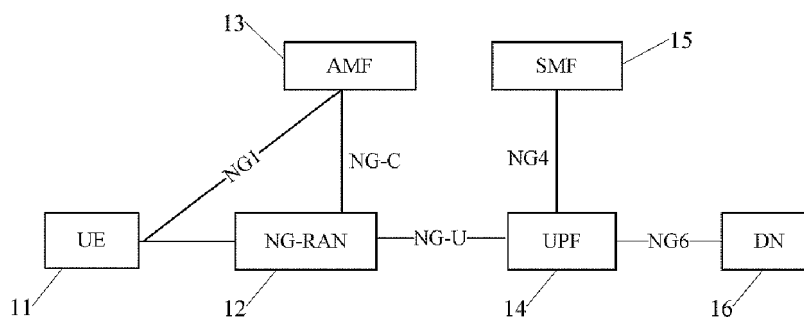 13
15
AMF
SMF
NG1
NG-C
NG4
UE
NG-RAN
NG-U
UPF
NG6
DN
11
12
14
16